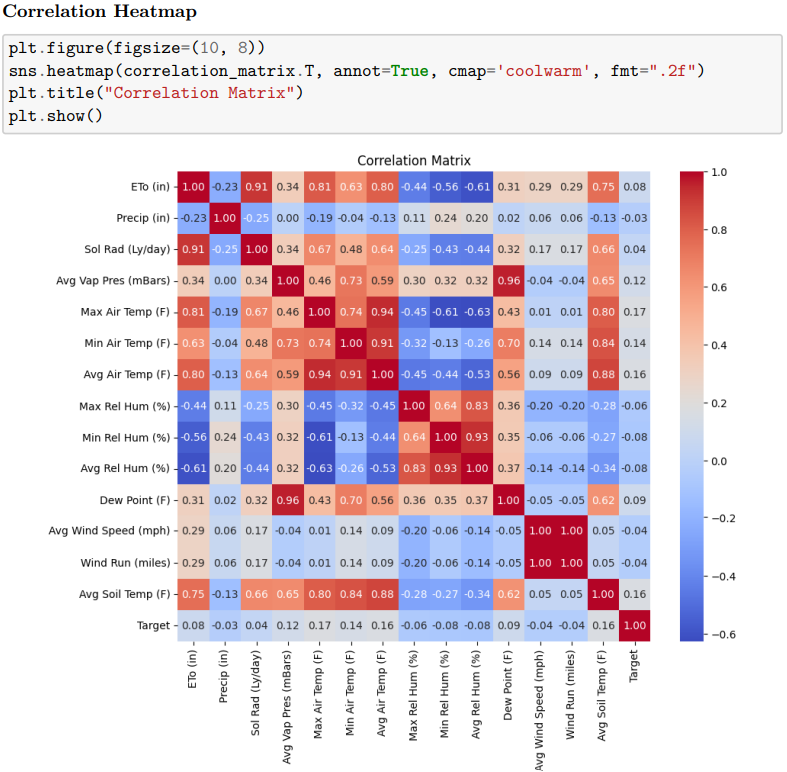 Correlation Heatmap
plt.figure(figsize=(10, 8))
sns.heatmap(correlation_matrix.T, annot=True, cmap='coolwarm', fmt=".2f")
plt.title("Correlation Matrix")
plt.show()
Correlation Matrix
ETo (in) 1.00 -0.23 0.91 0.34 0.81 0.63 0.80 -0.44 -0.56 -0.61 0.31 0.29 0.29 0.75 0.08
Precip (in) -0.23 1.00 -0.25 0.00 -0.19 -0.04 -0.13 0.11 0.24 0.20 0.02 0.06 0.06 -0.13 -0.03
Sol Rad (Ly/day) 0.91 -0.25 1.00 0.34 0.67 0.48 0.64 -0.25 -0.43 -0.44 0.32 0.17 0.17 0.66 0.04
Avg Vap Pres (mBars) 0.34 0.00 0.34 1.00 0.46 0.73 0.59 0.30 0.32 0.32 0.96 -0.04 -0.04 0.65 0.12
Max Air Temp (F) 0.81 -0.19 0.67 0.46 1.00 0.74 0.94 -0.45 -0.61 -0.63 0.43 0.01 0.01 0.80 0.17
Min Air Temp (F) 0.63 -0.04 0.48 0.73 0.74 1.00 0.91 -0.32 -0.13 -0.26 0.70 0.14 0.14 0.84 0.14
Avg Air Temp (F) 0.80 -0.13 0.64 0.59 0.94 0.91 1.00 -0.45 -0.44 -0.53 0.56 0.09 0.09 0.88 0.16
Max Rel Hum (%) -0.44 0.11 -0.25 0.30 -0.45 -0.32 -0.45 1.00 0.64 0.83 0.36 -0.20 -0.20 -0.28 -0.06
Min Rel Hum (%) -0.56 0.24 -0.43 0.32 -0.61 -0.13 -0.44 0.64 1.00 0.93 0.35 -0.06 -0.06 -0.27 -0.08
Avg Rel Hum (%) -0.61 0.20 -0.44 0.32 -0.63 -0.26 -0.53 0.83 0.93 1.00 0.37 -0.14 -0.14 -0.34 -0.08
Dew Point (F) 0.31 0.02 0.32 0.96 0.43 0.70 0.56 0.36 0.35 0.37 1.00 -0.05 -0.05 0.62 0.09
Avg Wind Speed (mph) 0.29 0.06 0.17 -0.04 0.01 0.14 0.09 -0.20 -0.06 -0.14 -0.05 1.00 1.00 0.05 -0.04
Wind Run (miles) 0.29 0.06 0.17 -0.04 0.01 0.14 0.09 -0.20 -0.06 -0.14 -0.05 1.00 1.00 0.05 -0.04
Avg Soil Temp (F) 0.75 -0.13 0.66 0.65 0.80 0.84 0.88 -0.28 -0.27 -0.34 0.62 0.05 0.05 1.00 0.16
Target 0.08 -0.03 0.04 0.12 0.17 0.14 0.16 -0.06 -0.08 -0.08 0.09 -0.04 -0.04 0.16 1.00
ETo (in)
Precip (in)
Sol Rad (Ly/day)
Avg Vap Pres (mBars)
Max Air Temp (F)
Min Air Temp (F)
Avg Air Temp (F)
Max Rel Hum (%)
Min Rel Hum (%)
Avg Rel Hum (%)
Dew Point (F)
Avg Wind Speed (mph)
Wind Run (miles)
Avg Soil Temp (F)
Target
1.0
0.8
0.6
0.4
0.2
0.0
−0.2
−0.4
−0.6